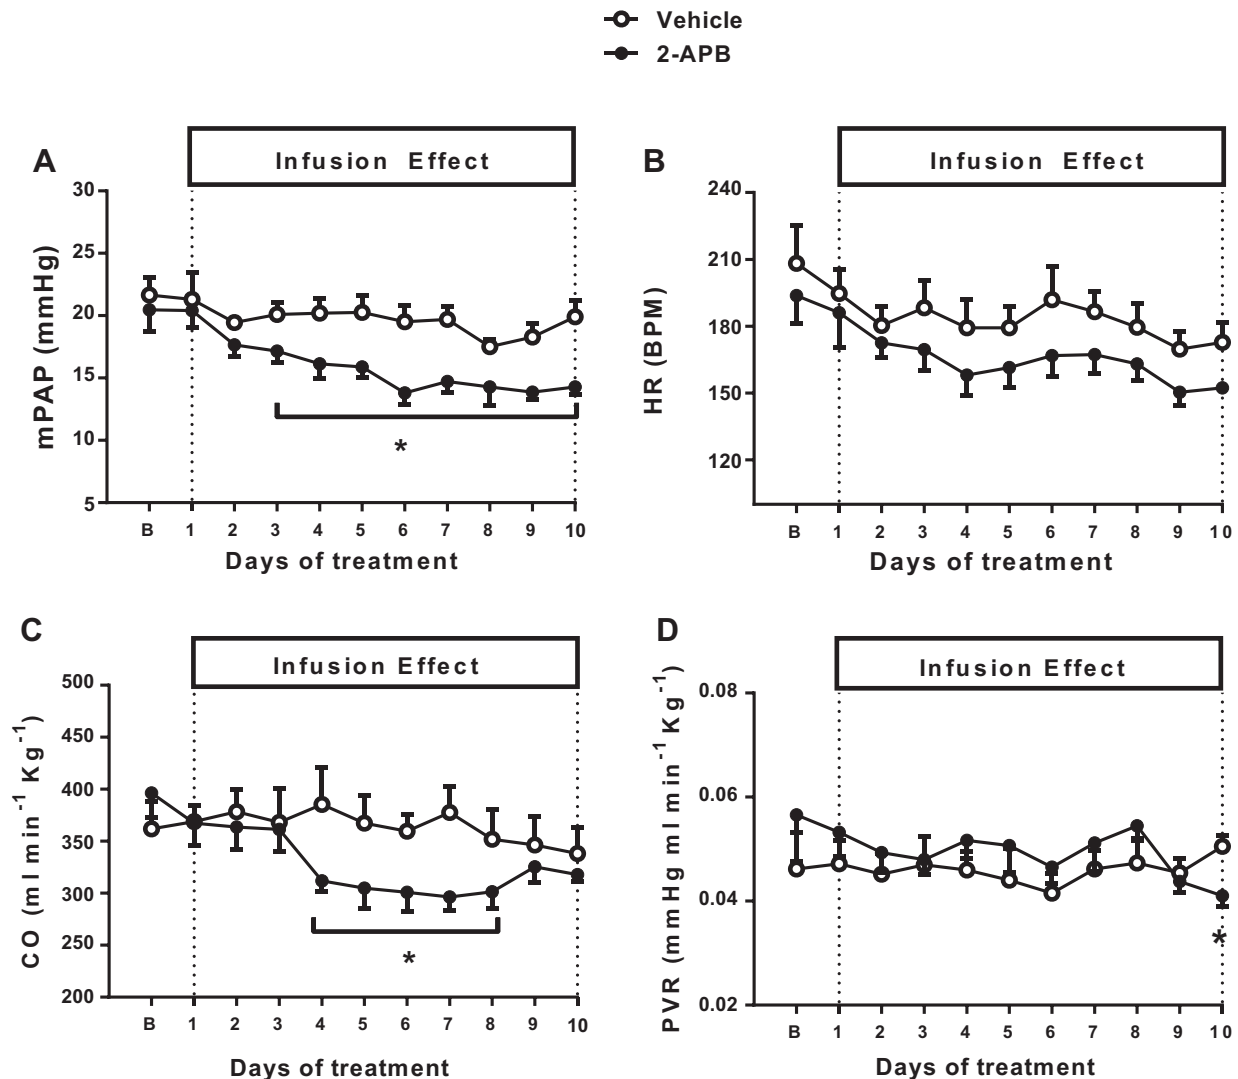 Vehicle
2-APB
A
Infusion Effect
mPAP (mmHg)
30
25
20
15
10
5
B 1 2 3 4 5 6 7 8 9 10
Days of treatment
*
B
Infusion Effect
HR (BPM)
240
210
180
150
120
B 1 2 3 4 5 6 7 8 9 10
Days of treatment
C
Infusion Effect
CO (ml min⁻¹ Kg⁻¹)
500
450
400
350
300
250
200
*
B 1 2 3 4 5 6 7 8 9 10
Days of treatment
D
Infusion Effect
PVR (mmHg ml min⁻¹ Kg⁻¹)
0.08
0.06
0.04
0.02
*
B 1 2 3 4 5 6 7 8 9 10
Days of treatment